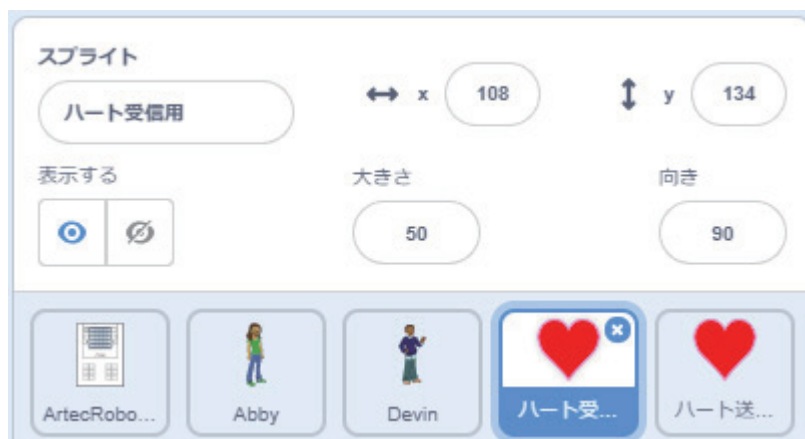 スプライト
ハート受信用
x 108
y 134
表示する
大きさ
向き
50
90
ArtecRobo...
Abby
Devin
ハート受...
ハート送...